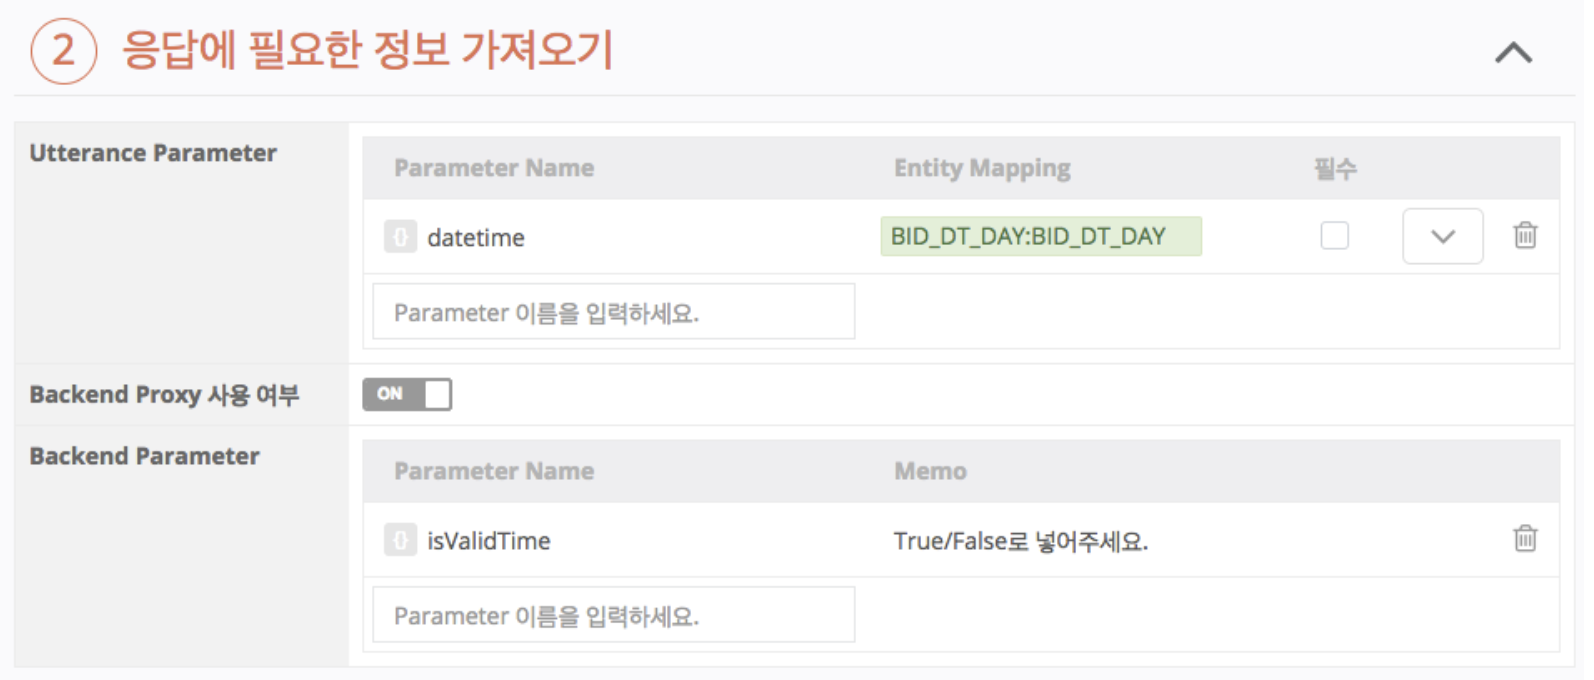 2 응답에 필요한 정보 가져오기
Utterance Parameter
Parameter Name Entity Mapping 필수
{} datetime BID_DT_DAY:BID_DT_DAY
Parameter 이름을 입력하세요.
Backend Proxy 사용 여부 ON
Backend Parameter
Parameter Name Memo
{} isValidTime True/False로 넣어주세요.
Parameter 이름을 입력하세요.